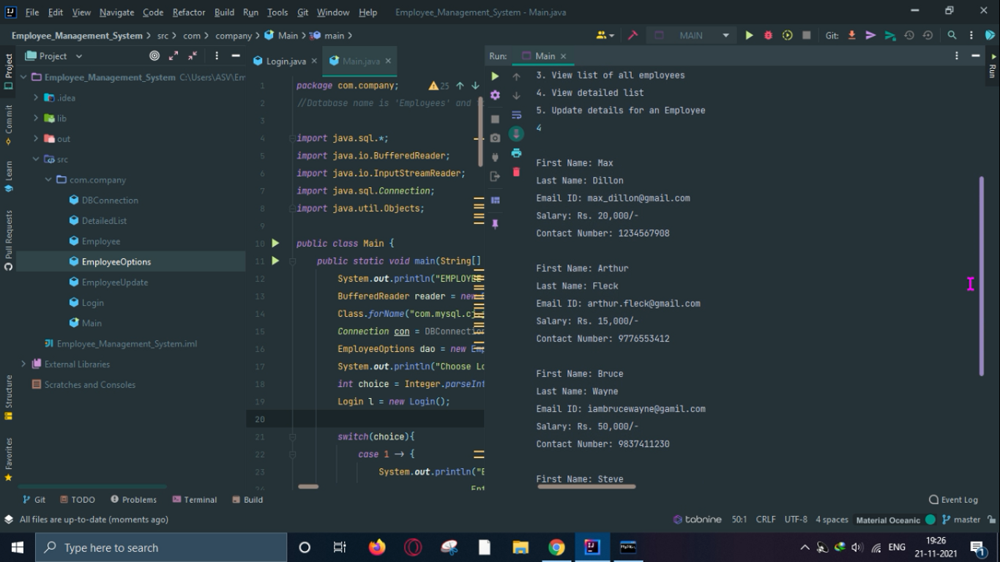 File Edit View Navigate Code Refactor Build Run Tools Git Window Help Employee_Management_System - Main.java
Employee_Management_System src com company Main main MAIN Git:
Project
Commit
Learn
Pull Requests
Structure
Favorites
Project
Employee_Management_System C:\Users\ASV\Em
.idea
lib
out
src
com.company
DBConnection
DetailedList
Employee
EmployeeOptions
EmployeeUpdate
Login
Main
Employee_Management_System.iml
External Libraries
Scratches and Consoles
Login.java Main.java
25
1 package com.company;
2 //Database name is 'Employees' and
3
4 import java.sql.*;
5 import java.io.BufferedReader;
6 import java.io.InputStreamReader;
7 import java.sql.Connection;
8 import java.util.Objects;
9
10 public class Main {
11 public static void main(String[]
12 System.out.println("EMPLOYEE
13 BufferedReader reader = new
14 Class.forName("com.mysql.cj.
15 Connection con = DBConnection
16 EmployeeOptions dao = new Emp
17 System.out.println("Choose Lo
18 int choice = Integer.parseInt
19 Login l = new Login();
20
21 switch(choice){
22 case 1 -> {
23 System.out.println("E
Run: Main
3. View list of all employees
4. View detailed list
5. Update details for an Employee
4
First Name: Max
Last Name: Dillon
Email ID: max_dillon@gmail.com
Salary: Rs. 20,000/-
Contact Number: 1234567908
First Name: Arthur
Last Name: Fleck
Email ID: arthur.fleck@gmail.com
Salary: Rs. 15,000/-
Contact Number: 9776553412
First Name: Bruce
Last Name: Wayne
Email ID: iambrucewayne@gamil.com
Salary: Rs. 50,000/-
Contact Number: 9837411230
First Name: Steve
Run
Git TODO Problems Terminal Build Event Log
All files are up-to-date (moments ago) tabnine 50:1 CRLF UTF-8 4 spaces Material Oceanic master
Type here to search ENG 19:26
21-11-2021